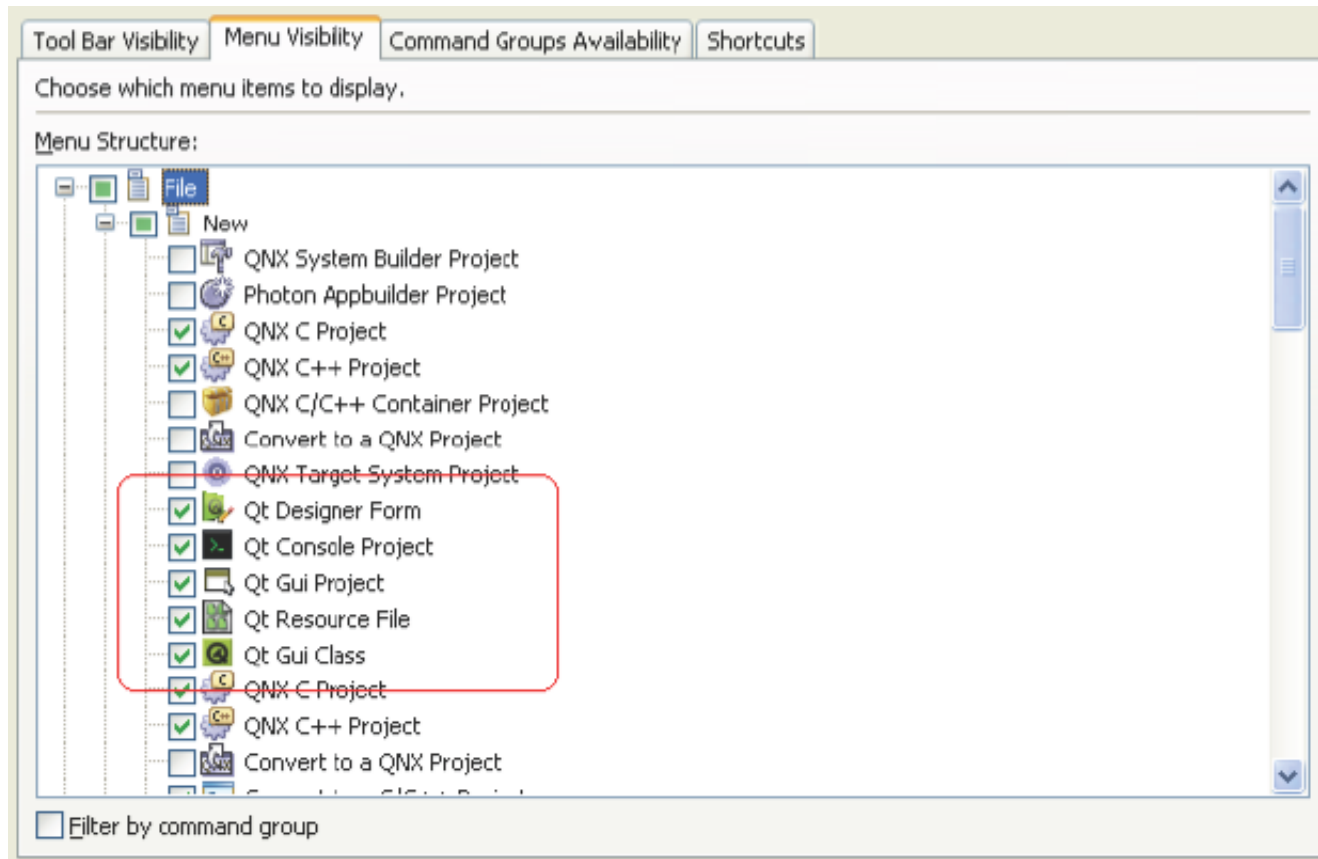 Tool Bar Visibility Menu Visibility Command Groups Availability Shortcuts
Choose which menu items to display.
Menu Structure:
File
New
QNX System Builder Project
Photon Appbuilder Project
QNX C Project
QNX C++ Project
QNX C/C++ Container Project
Convert to a QNX Project
QNX Target System Project
Qt Designer Form
Qt Console Project
Qt Gui Project
Qt Resource File
Qt Gui Class
QNX C Project
QNX C++ Project
Convert to a QNX Project
Filter by command group